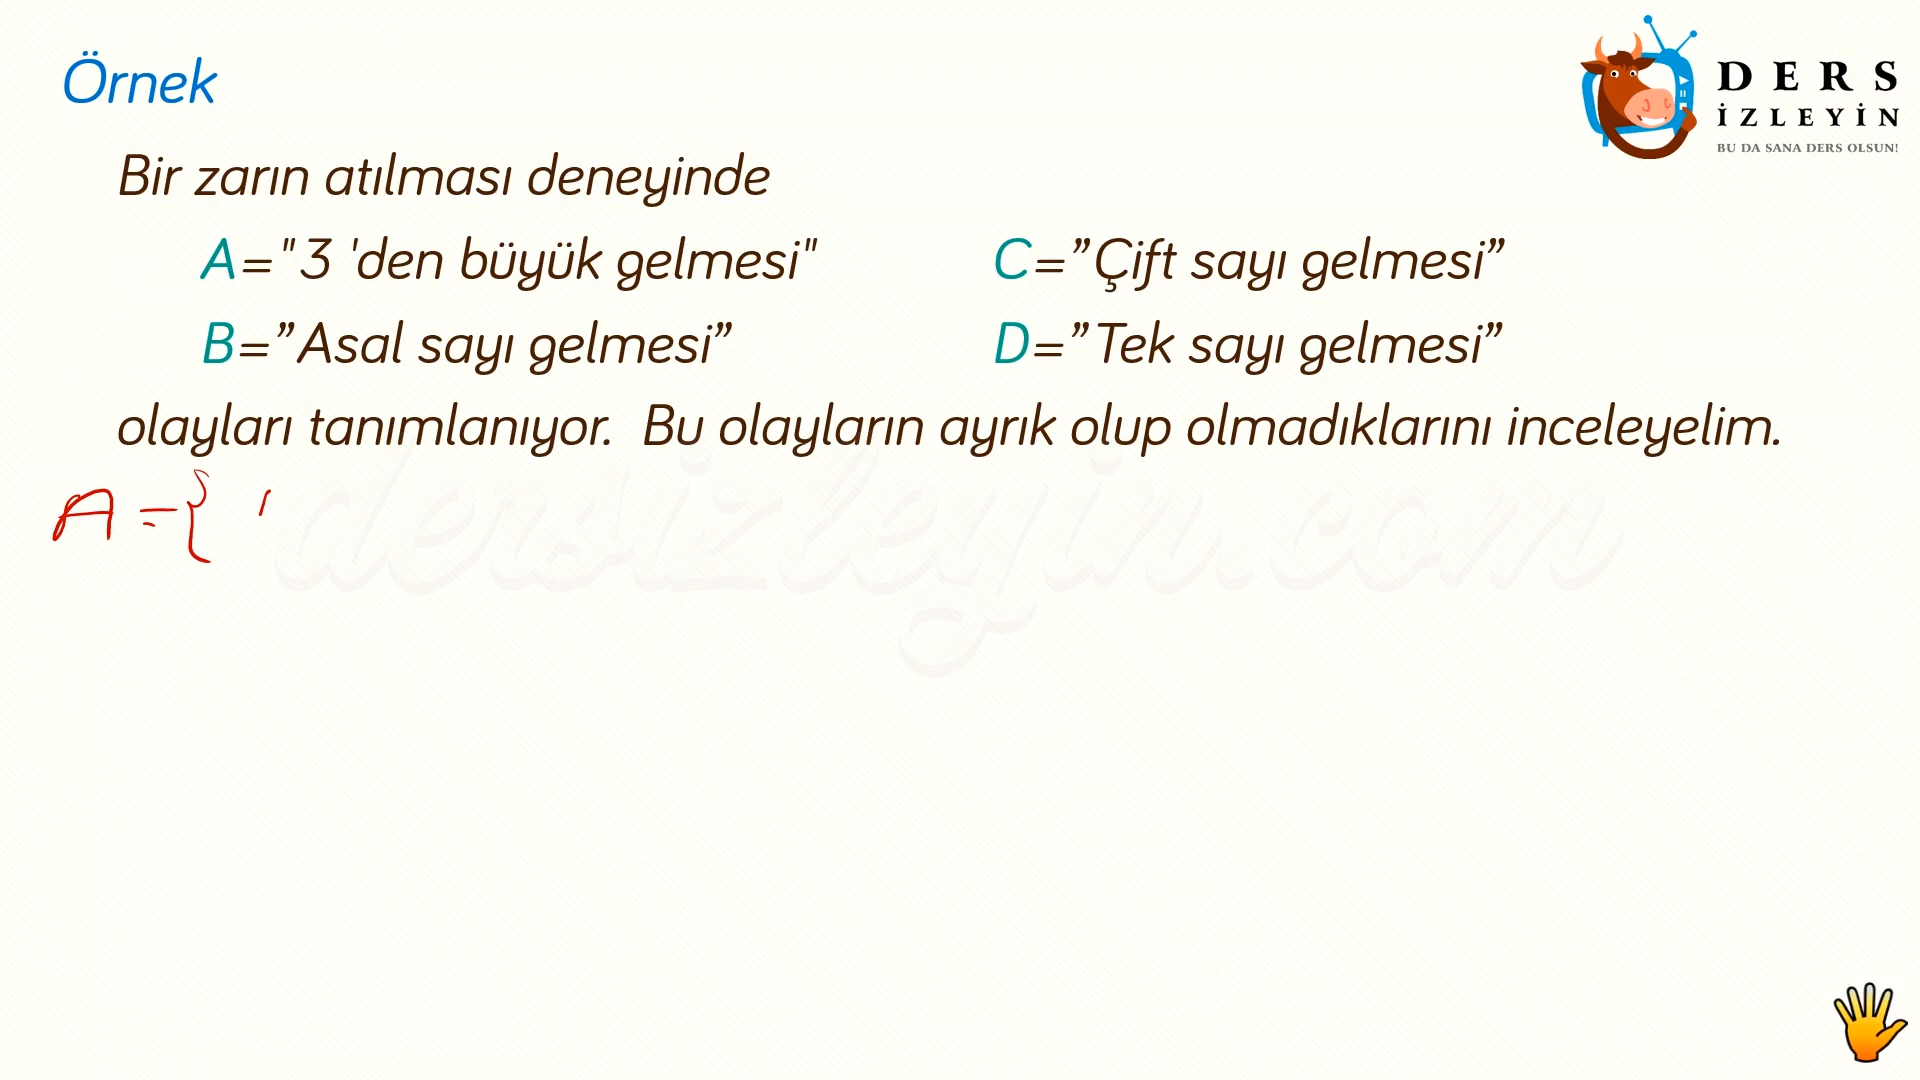 Örnek
DERS
İZLEYİN
BU DA SANA DERS OLSUN!
Bir zarın atılması deneyinde
A="3 'den büyük gelmesi"
C=”Çift sayı gelmesi”
B=”Asal sayı gelmesi”
D=”Tek sayı gelmesi”
olayları tanımlanıyor. Bu olayların ayrık olup olmadıklarını inceleyelim.
A = {
dersizleyin.com